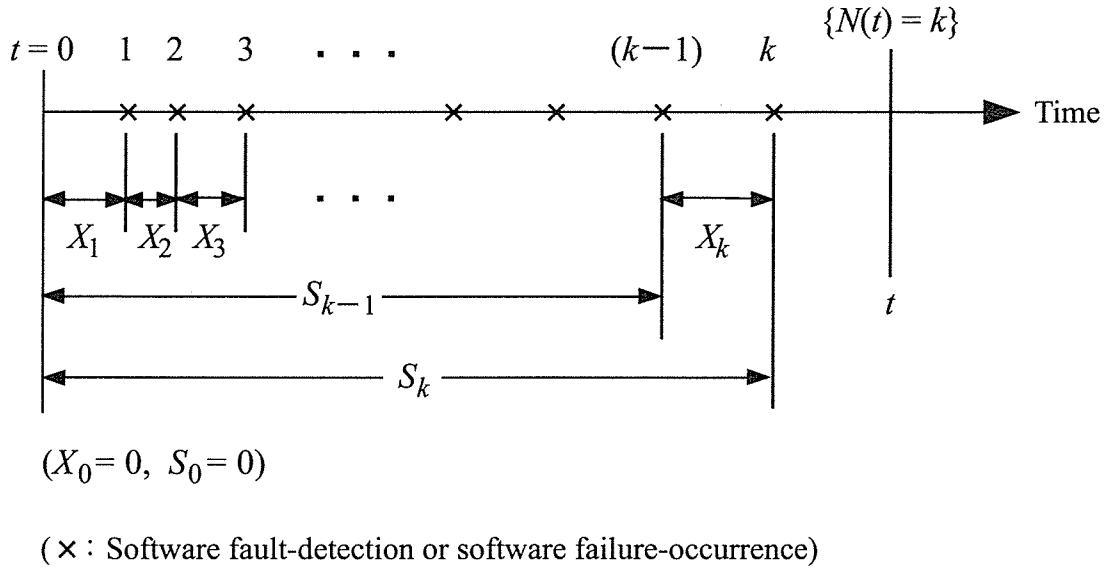 {N(t) = k}
t = 0 1 2 3 · · · (k−1) k
Time
· · ·
X₁ X₂ X₃ Xₖ
Sₖ₋₁
t
Sₖ
(X₀ = 0, S₀ = 0)
(× : Software fault-detection or software failure-occurrence)